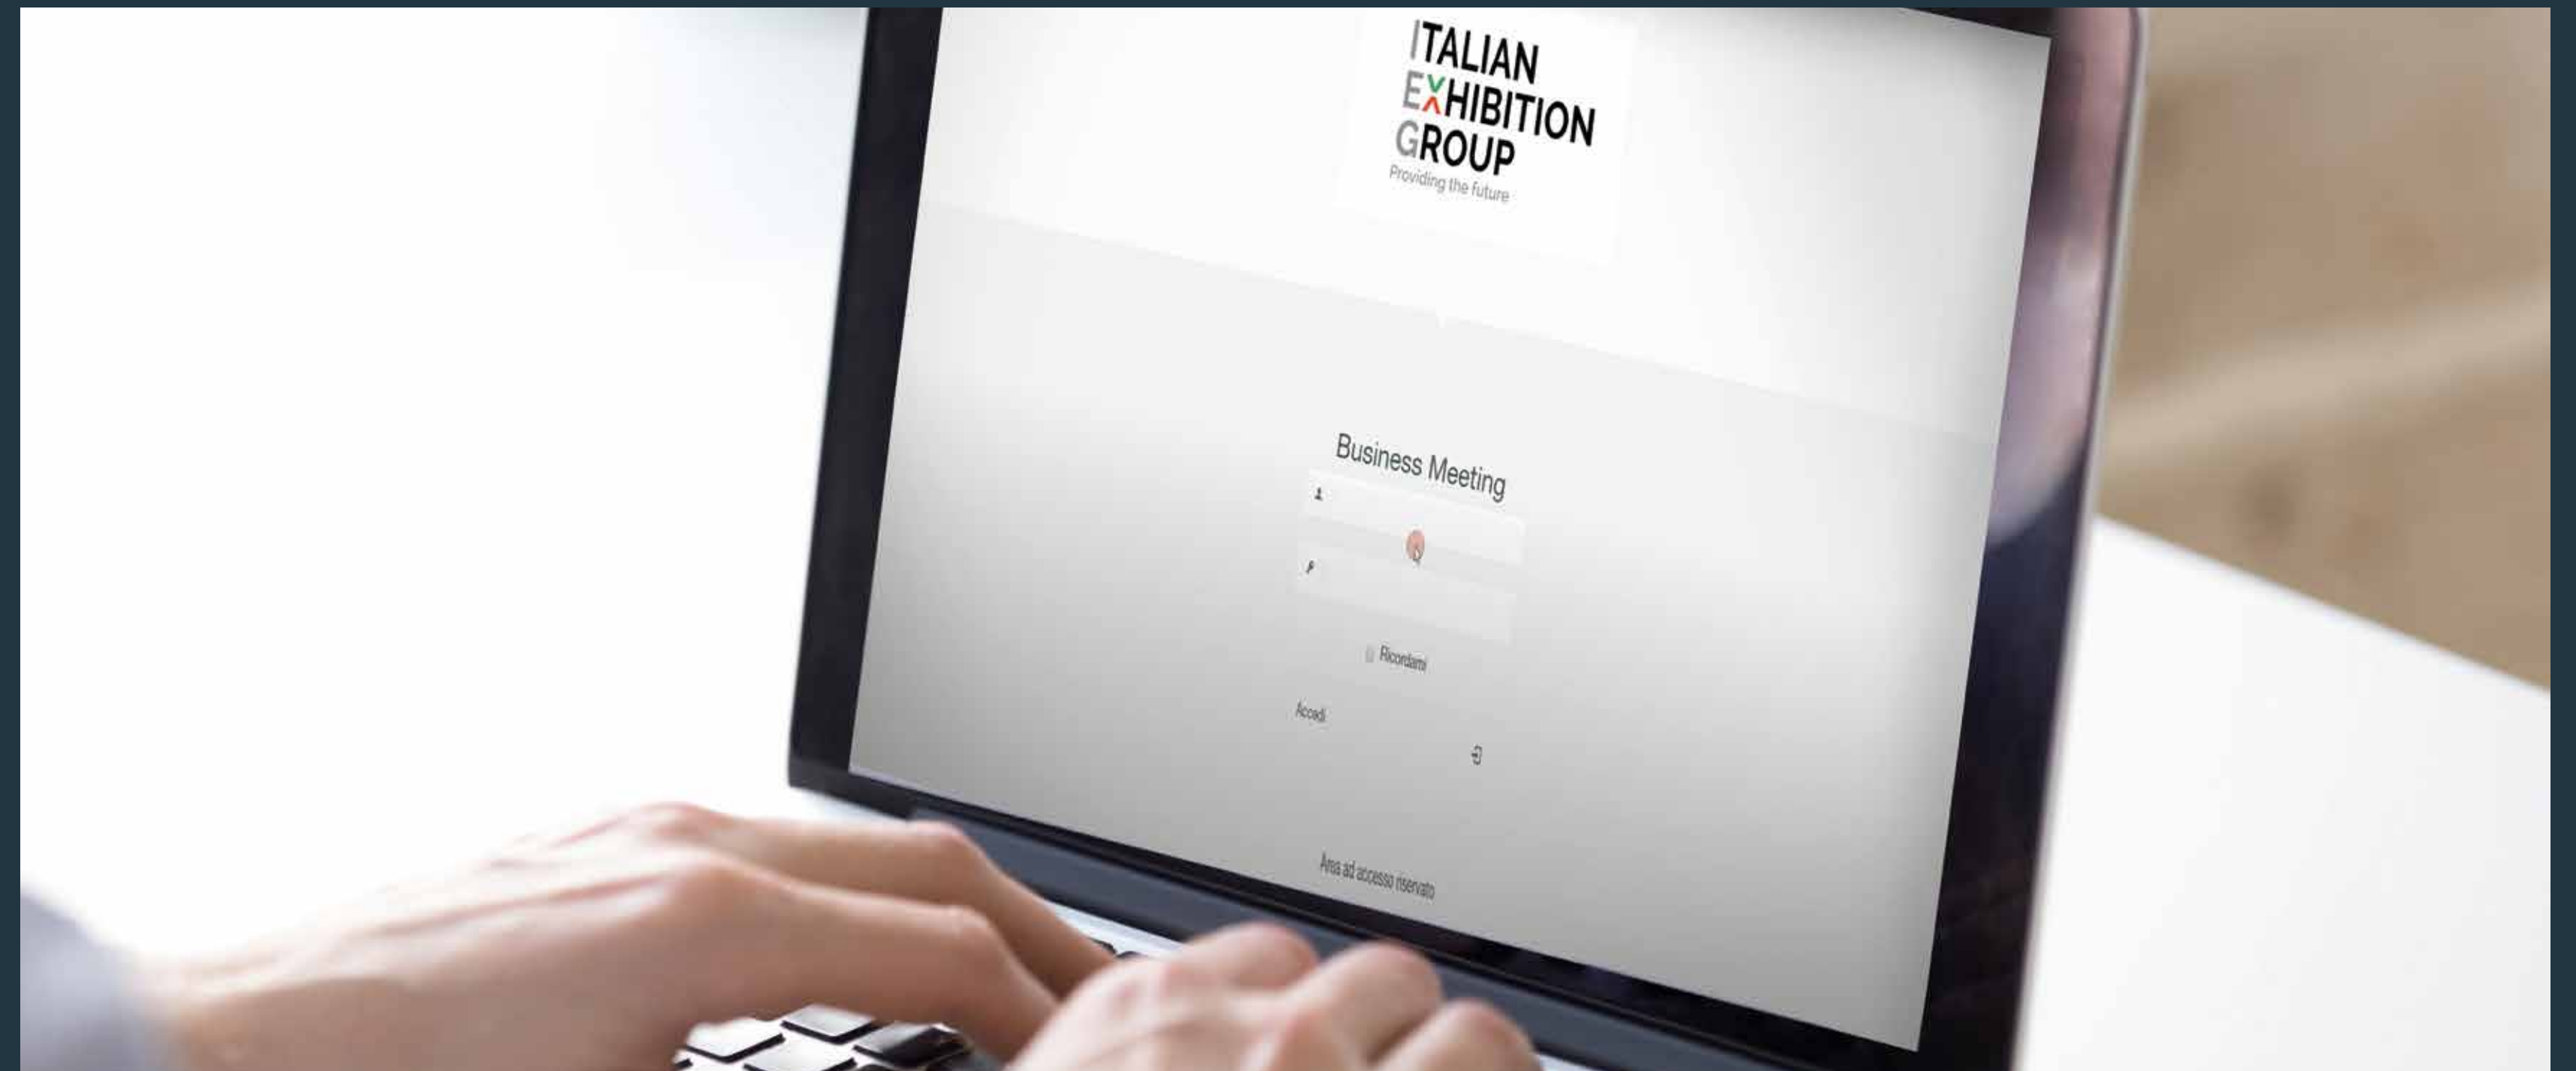 ITALIAN
EXHIBITION
GROUP
Providing the future
Business Meeting
Ricordami
Accedi
Area ad accesso riservato